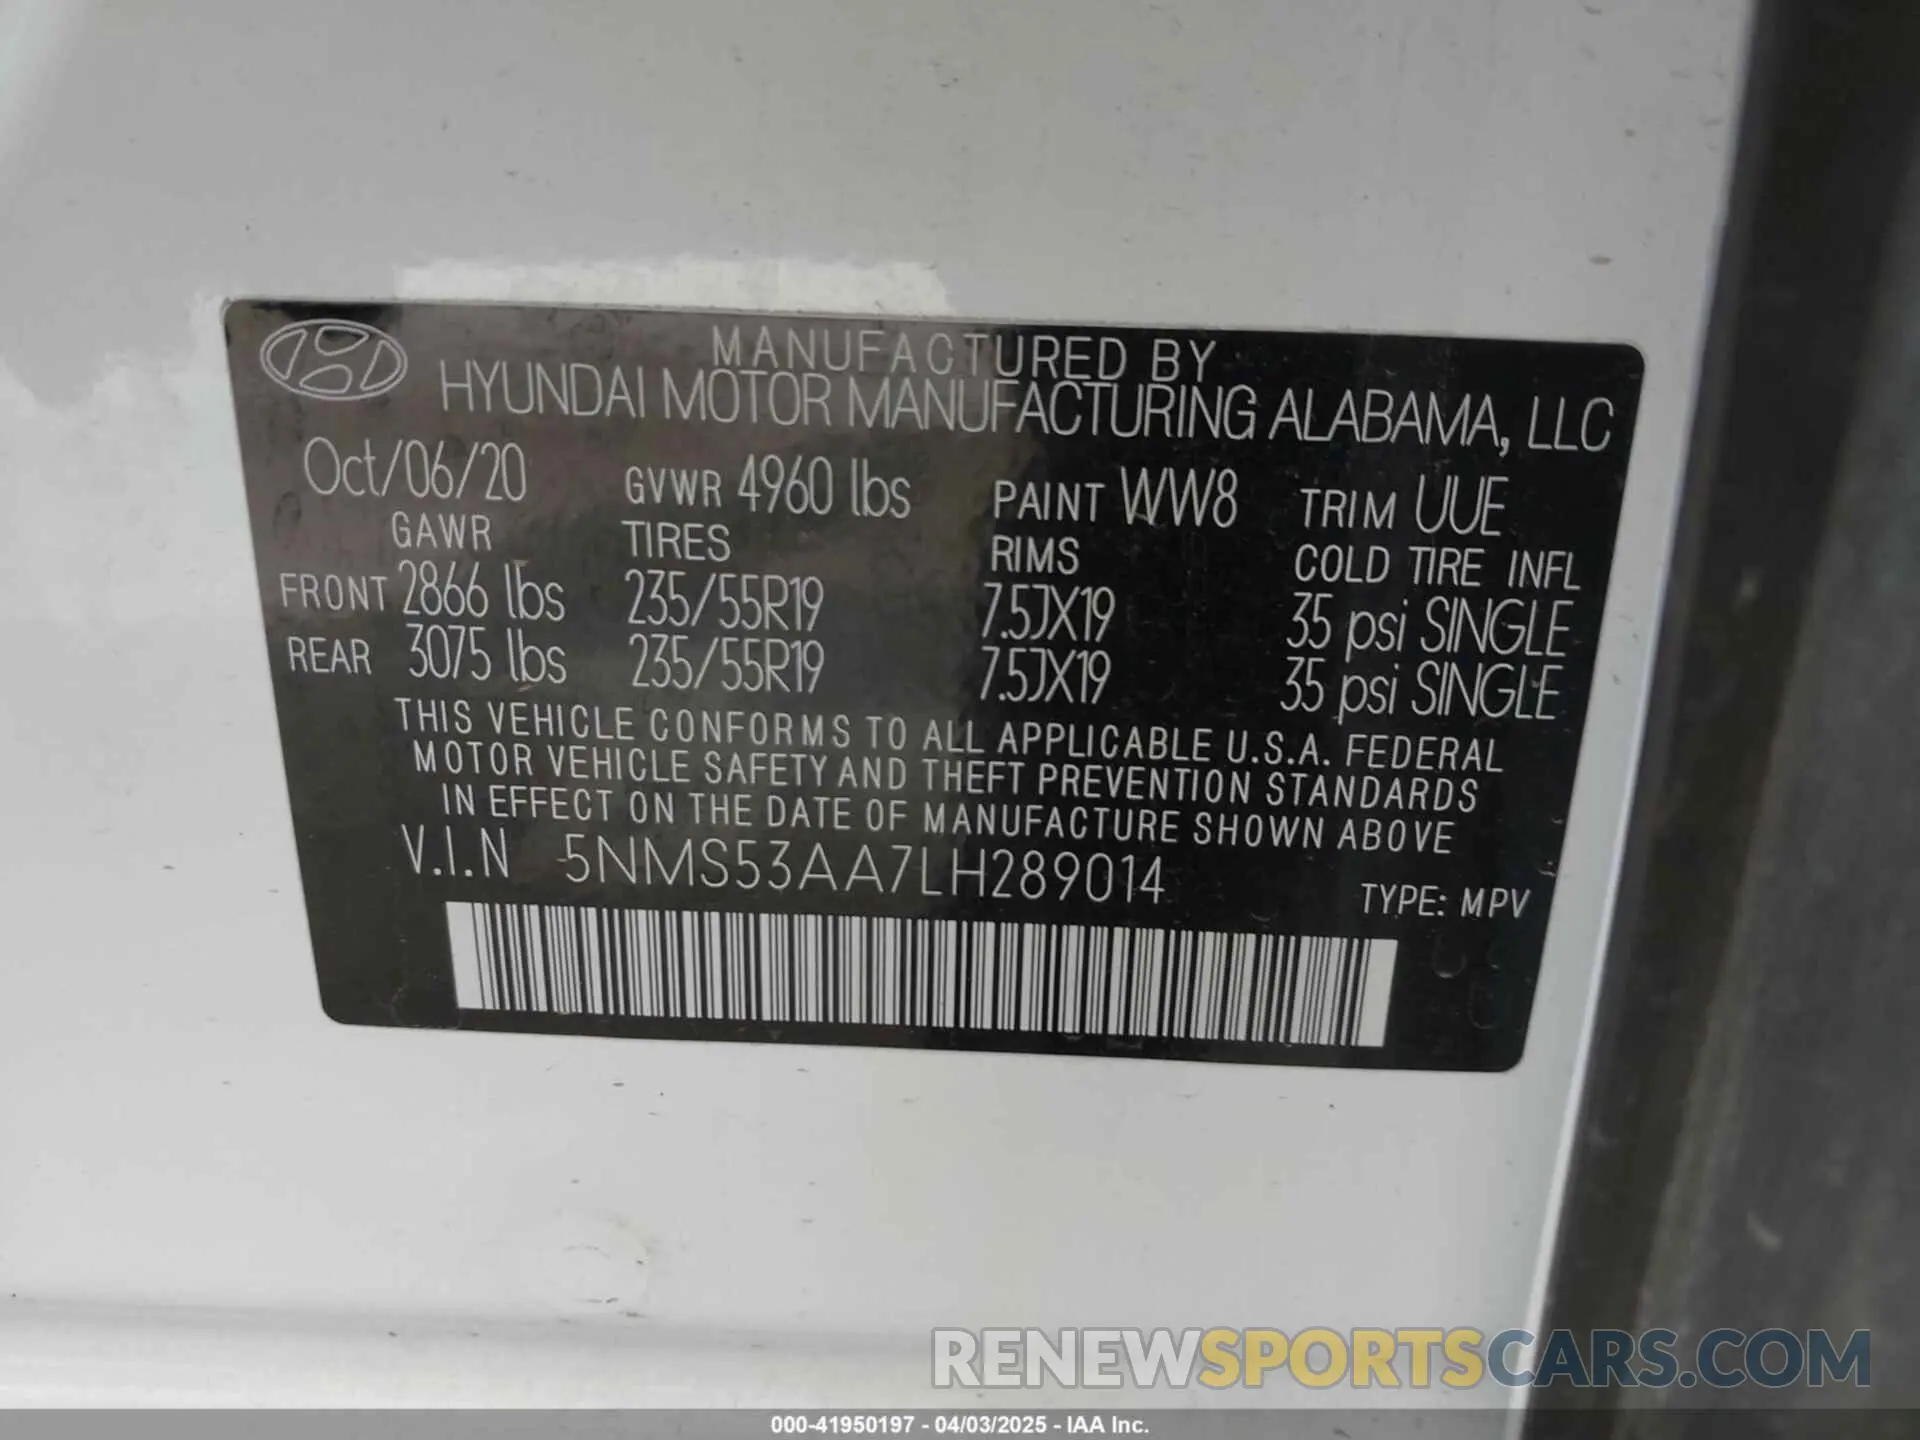 MANUFACTURED BY
HYUNDAI MOTOR MANUFACTURING ALABAMA, LLC
Oct/06/20 GVWR 4960 lbs PAINT WW8 TRIM UUE
GAWR TIRES RIMS COLD TIRE INFL
FRONT 2866 lbs 235/55R19 7.5JX19 35 psi SINGLE
REAR 3075 lbs 235/55R19 7.5JX19 35 psi SINGLE
THIS VEHICLE CONFORMS TO ALL APPLICABLE U.S.A. FEDERAL
MOTOR VEHICLE SAFETY AND THEFT PREVENTION STANDARDS
IN EFFECT ON THE DATE OF MANUFACTURE SHOWN ABOVE
V.I.N 5NMS53AA7LH289014
TYPE: MPV
RENEWSPORTSCARS.COM
000-41950197 - 04/03/2025 - IAA Inc.